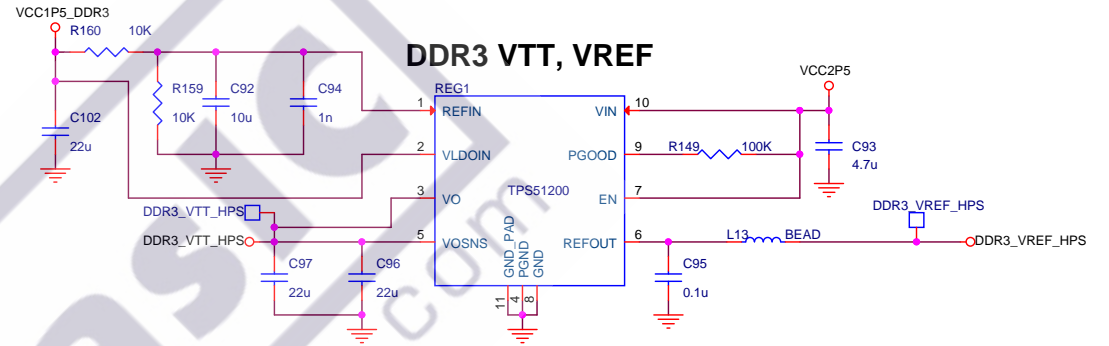 VCC1P5_DDR3
R160 10K
DDR3 VTT, VREF
VCC2P5
REG1
R159
10K
C92
10u
C94
1n
1
REFIN
VIN
10
C102
22u
2
VLDOIN
PGOOD
9
R149 100K
C93
4.7u
3
VO
TPS51200
EN
7
DDR3_VTT_HPS
DDR3_VREF_HPS
DDR3_VTT_HPS
5
VOSNS
REFOUT
6
L13 BEAD
DDR3_VREF_HPS
C97
22u
C96
22u
GND_PAD
PGND
GND
11
4
8
C95
0.1u
sic
com